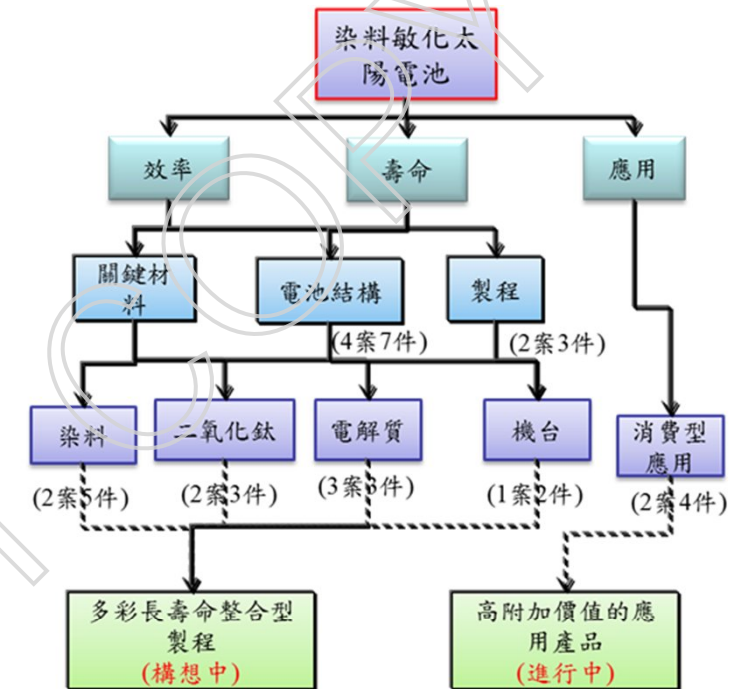 染料敏化太
陽電池
效率
壽命
應用
關鍵材
料
電池結構
製程
(4案7件)
(2案3件)
染料
二氧化鈦
電解質
機台
消費型
應用
(2案5件)
(2案3件)
(3案3件)
(1案2件)
(2案4件)
多彩長壽命整合型
製程
(構想中)
高附加價值的應
用產品
(進行中)
COPY